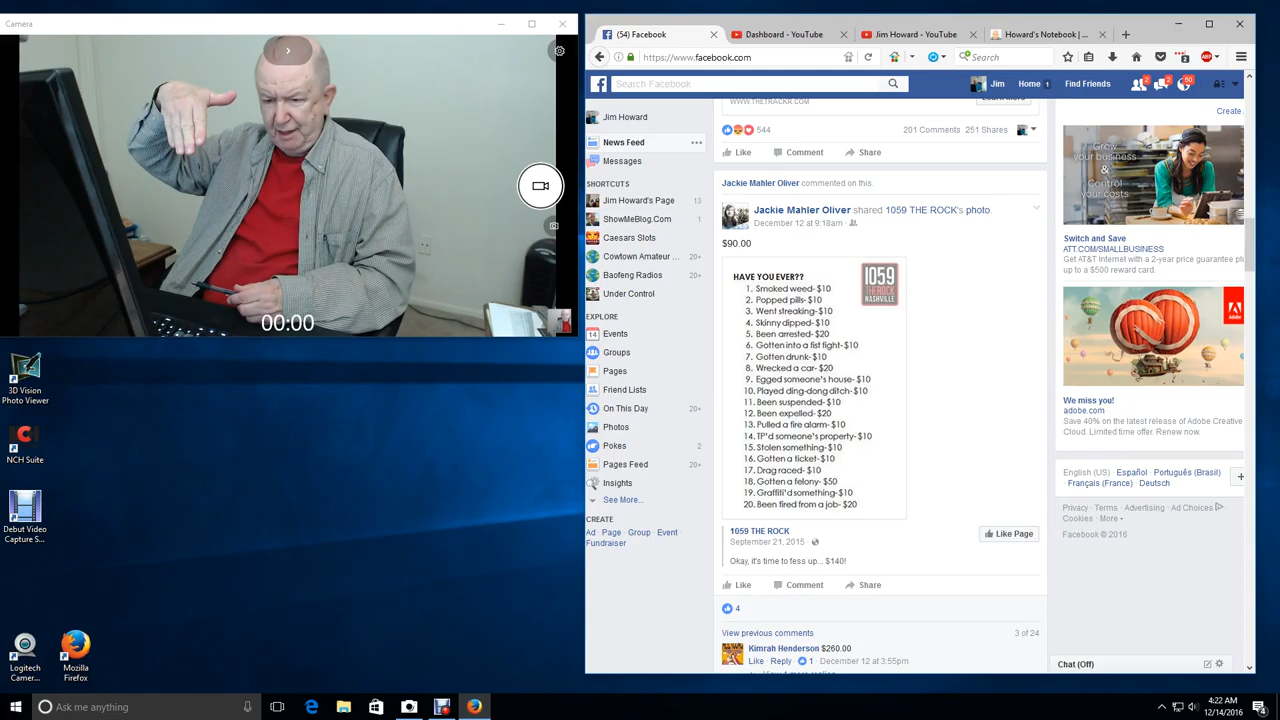 Camera
00:00
3D Vision
Photo Viewer
NCH Suite
Debut Video
Capture S...
Logitech
Camer...
Mozilla
Firefox
(54) Facebook
Dashboard - YouTube
Jim Howard - YouTube
Howard's Notebook | ...
https://www.facebook.com
Search
2
ABP
Search Facebook
Jim
Home 1
Find Friends
2
2
60
Jim Howard
News Feed
Messages
SHORTCUTS
Jim Howard's Page 13
ShowMeBlog.Com 1
Caesars Slots
Cowtown Amateur ... 20+
Baofeng Radios 20+
Under Control
EXPLORE
14 Events
Groups
Pages
Friend Lists
On This Day 20+
Photos
Pokes 2
Pages Feed 20+
Insights
See More...
CREATE
Ad · Page · Group · Event ·
Fundraiser
WWW.THETRACKR.COM
544
201 Comments 251 Shares
Like Comment Share
Jackie Mahler Oliver commented on this.
Jackie Mahler Oliver shared 1059 THE ROCK's photo
December 12 at 9:18am ·
$90.00
HAVE YOU EVER??
1059
THE ROCK
NASHVILLE
1. Smoked weed- $10
2. Popped pills- $10
3. Went streaking-$10
4. Skinny dipped- $10
5. Been arrested- $20
6. Gotten into a fist fight-$10
7. Gotten drunk- $10
8. Wrecked a car- $20
9. Egged someone's house- $10
10. Played ding-dong ditch-$10
11. Been suspended- $10
12. Been expelled- $20
13. Pulled a fire alarm- $10
14. TP'd someone's property- $10
15. Stolen something- $10
16. Gotten a ticket- $10
17. Drag raced- $10
18. Gotten a felony- $50
19. Graffiti'd something- $10
20. Been fired from a job- $20
1059 THE ROCK
September 21, 2015 ·
Like Page
Okay, it's time to fess up... $140!
Like Comment Share
4
View previous comments 3 of 24
Kimrah Henderson $260.00
Like · Reply · 1 · December 12 at 3:55pm
Create
Grow
your business
&
Control
your costs
Switch and Save
ATT.COM/SMALLBUSINESS
Get AT&T Internet with a 2-year price guarantee
up to a $500 reward card.
Adobe
We miss you!
adobe.com
Save 40% on the latest release of Adobe Creative
Cloud. Limited time offer. Renew now.
English (US) · Español · Português (Brasil)
· Français (France) · Deutsch
Privacy · Terms · Advertising · Ad Choices
Cookies · More
Facebook © 2016
Chat (Off)
Ask me anything
4:22 AM
12/14/2016
4